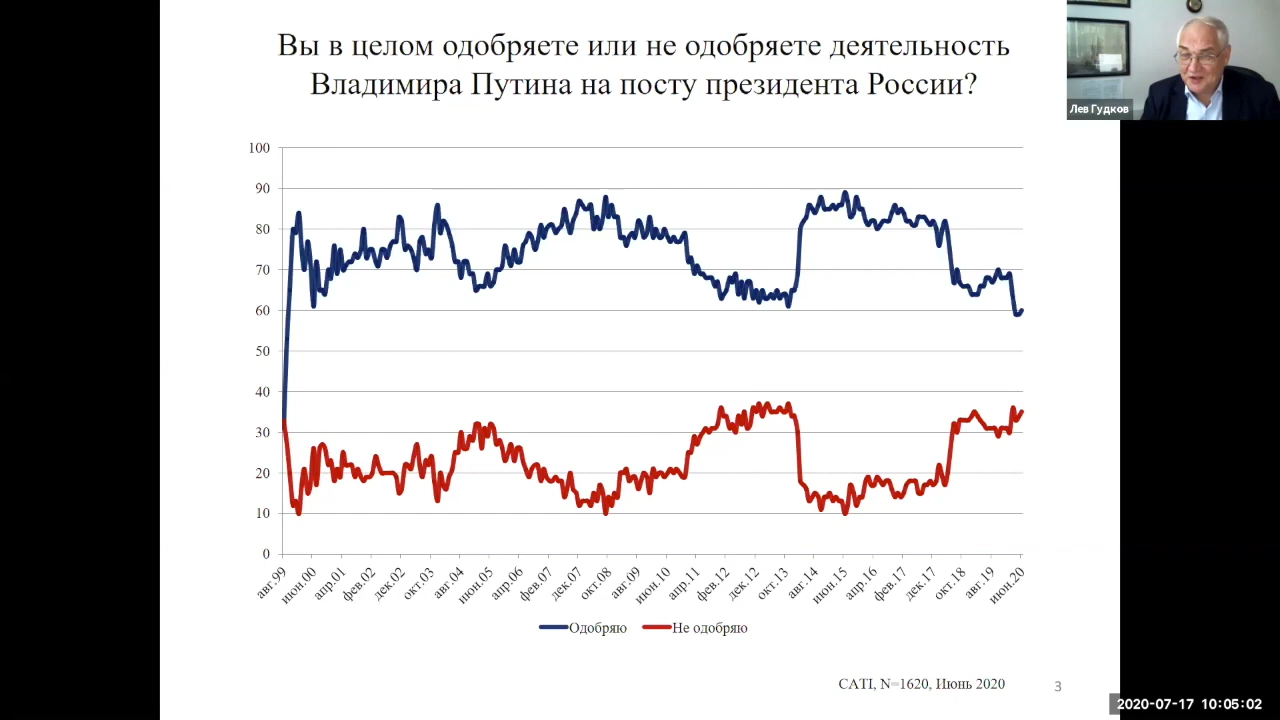 Вы в целом одобряете или не одобряете деятельность
Владимира Путина на посту президента России?
Лев Гудков
100
90
80
70
60
50
40
30
20
10
0
авг.99
июн.00
апр.01
фев.02
дек.02
окт.03
авг.04
июн.05
апр.06
фев.07
дек.07
окт.08
авг.09
июн.10
апр.11
фев.12
дек.12
окт.13
авг.14
июн.15
апр.16
фев.17
дек.17
окт.18
авг.19
июн.20
Одобряю
Не одобряю
CATI, N=1620, Июнь 2020
3
2020-07-17 10:05:02